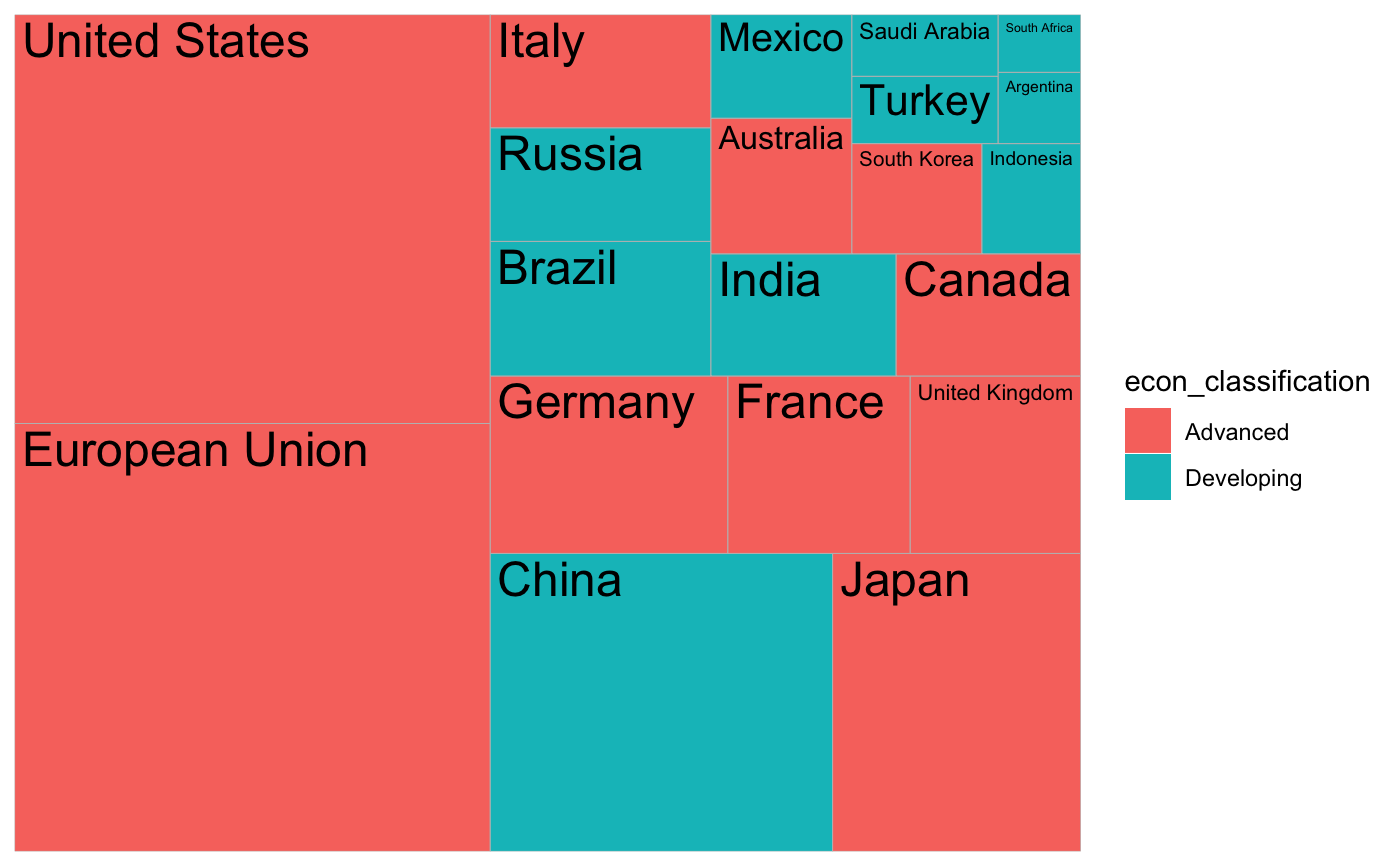 United States
Italy
Mexico
Saudi Arabia
South Africa
Turkey
Argentina
Russia
Australia
South Korea
Indonesia
Brazil
India
Canada
Germany
France
United Kingdom
European Union
China
Japan
econ_classification
Advanced
Developing